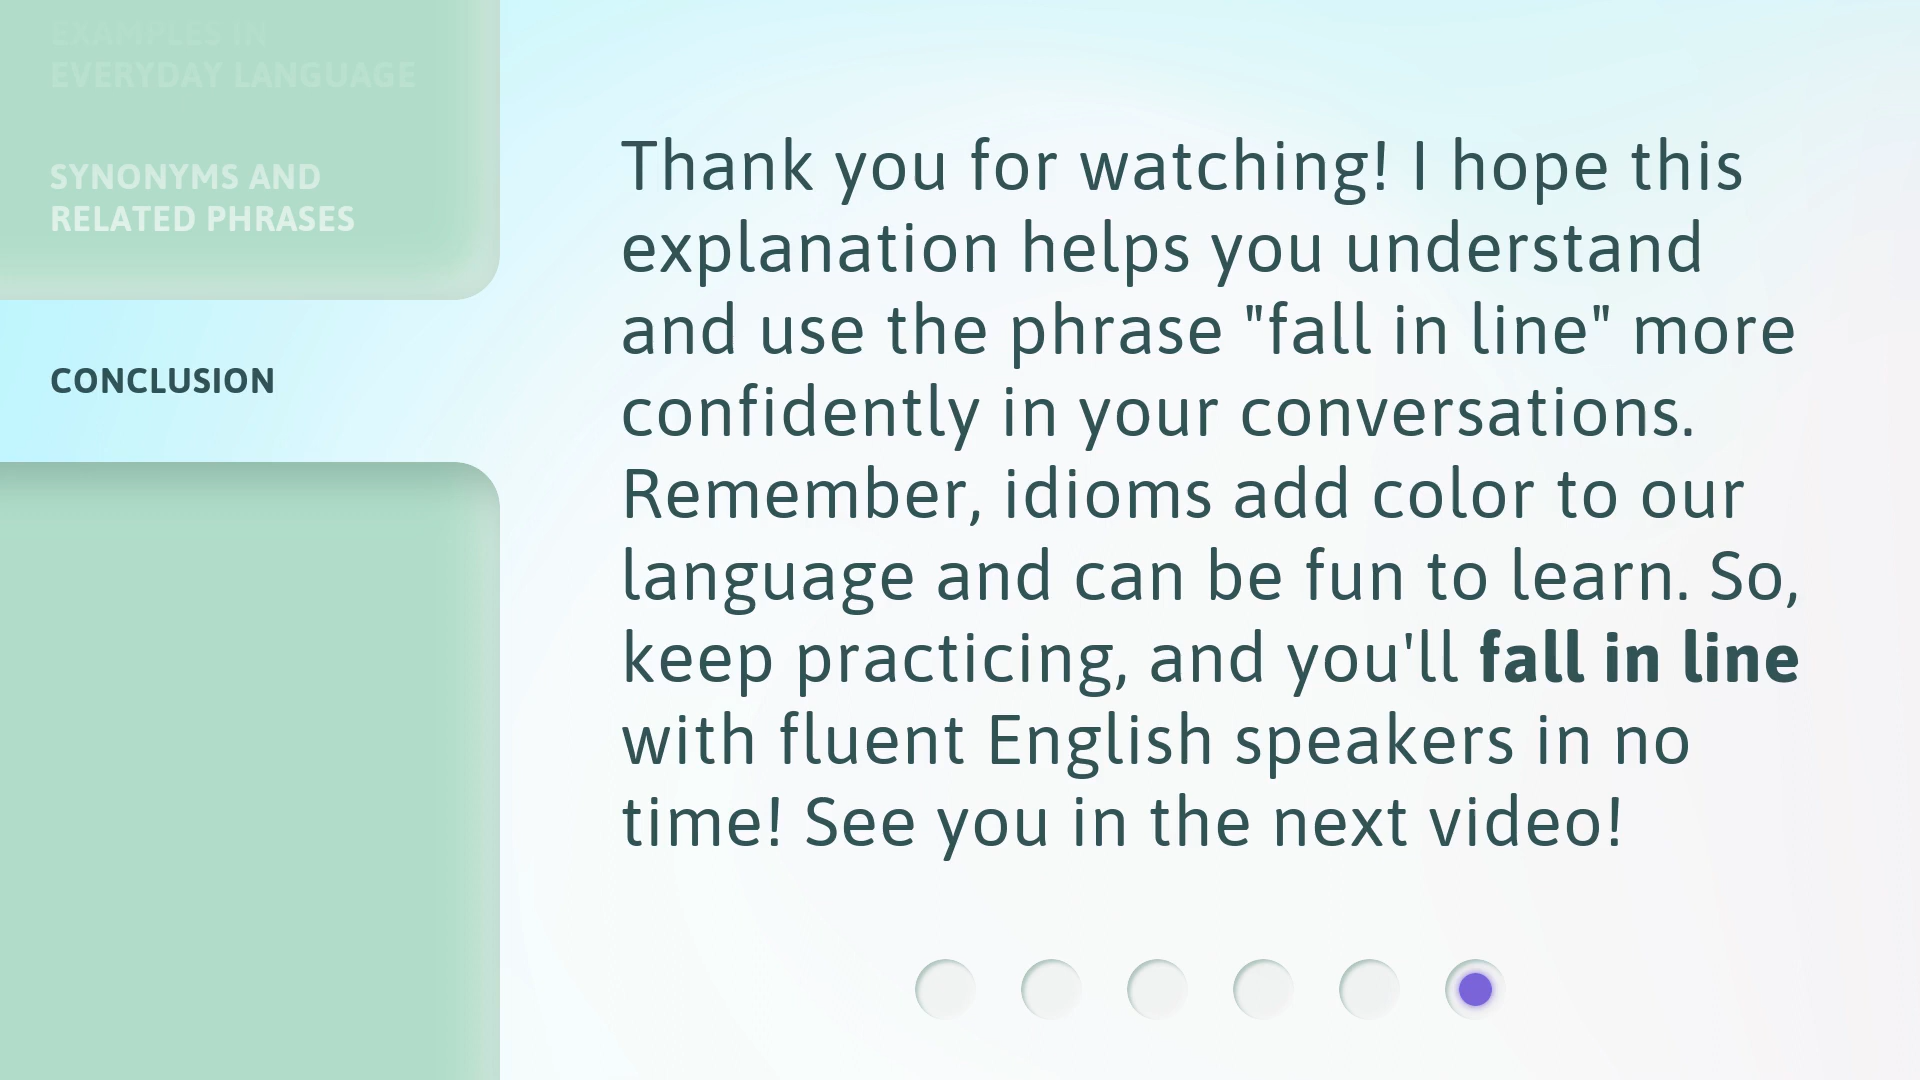 EXAMPLES IN
EVERYDAY LANGUAGE
SYNONYMS AND
RELATED PHRASES
CONCLUSION
Thank you for watching! I hope this
explanation helps you understand
and use the phrase "fall in line" more
confidently in your conversations.
Remember, idioms add color to our
language and can be fun to learn. So,
keep practicing, and you'll fall in line
with fluent English speakers in no
time! See you in the next video!